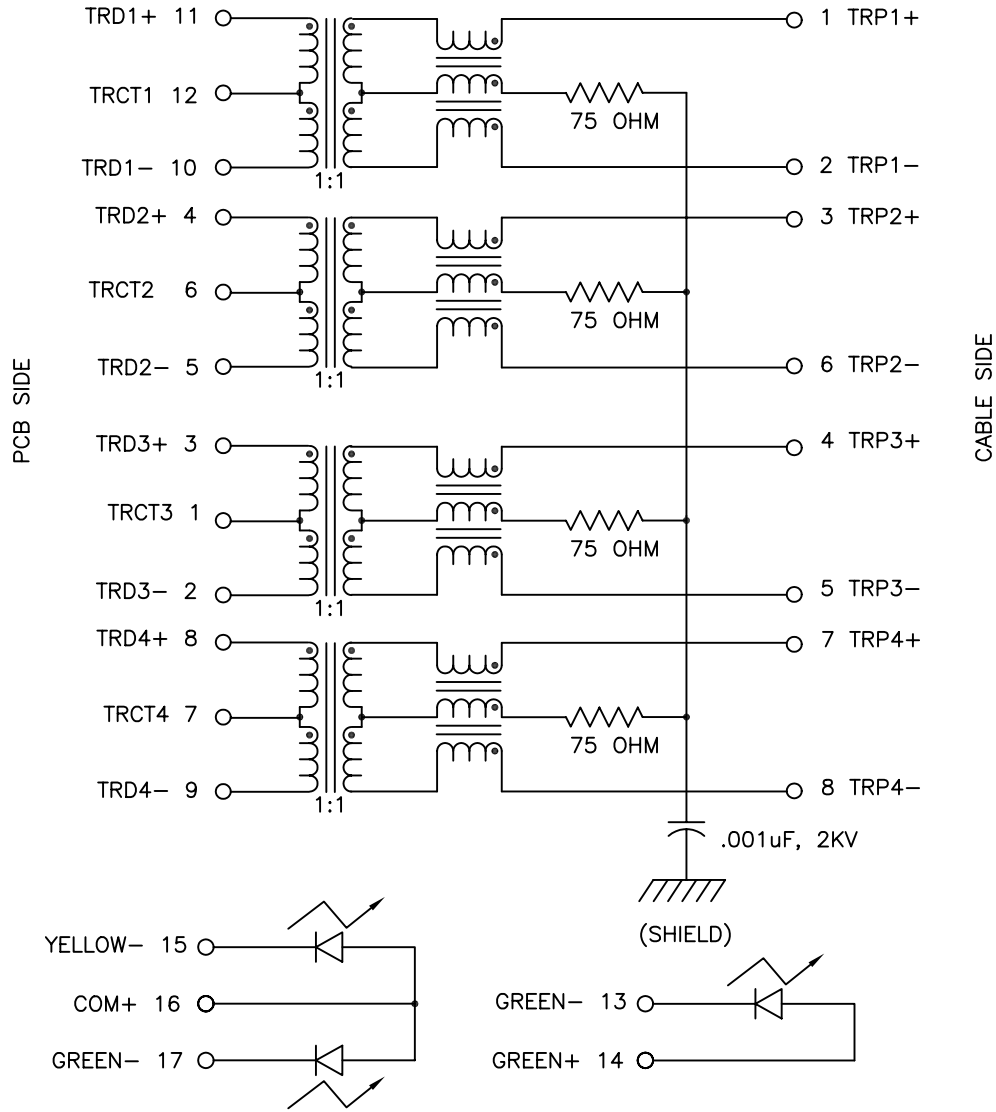 TRD1+ 11
1 TRP1+
TRCT1 12
75 OHM
TRD1− 10
2 TRP1−
1:1
TRD2+ 4
3 TRP2+
TRCT2 6
75 OHM
TRD2− 5
6 TRP2−
1:1
PCB SIDE
CABLE SIDE
TRD3+ 3
4 TRP3+
TRCT3 1
75 OHM
TRD3− 2
5 TRP3−
1:1
TRD4+ 8
7 TRP4+
TRCT4 7
75 OHM
TRD4− 9
8 TRP4−
1:1
.001uF, 2KV
(SHIELD)
YELLOW− 15
COM+ 16
GREEN− 17
GREEN− 13
GREEN+ 14